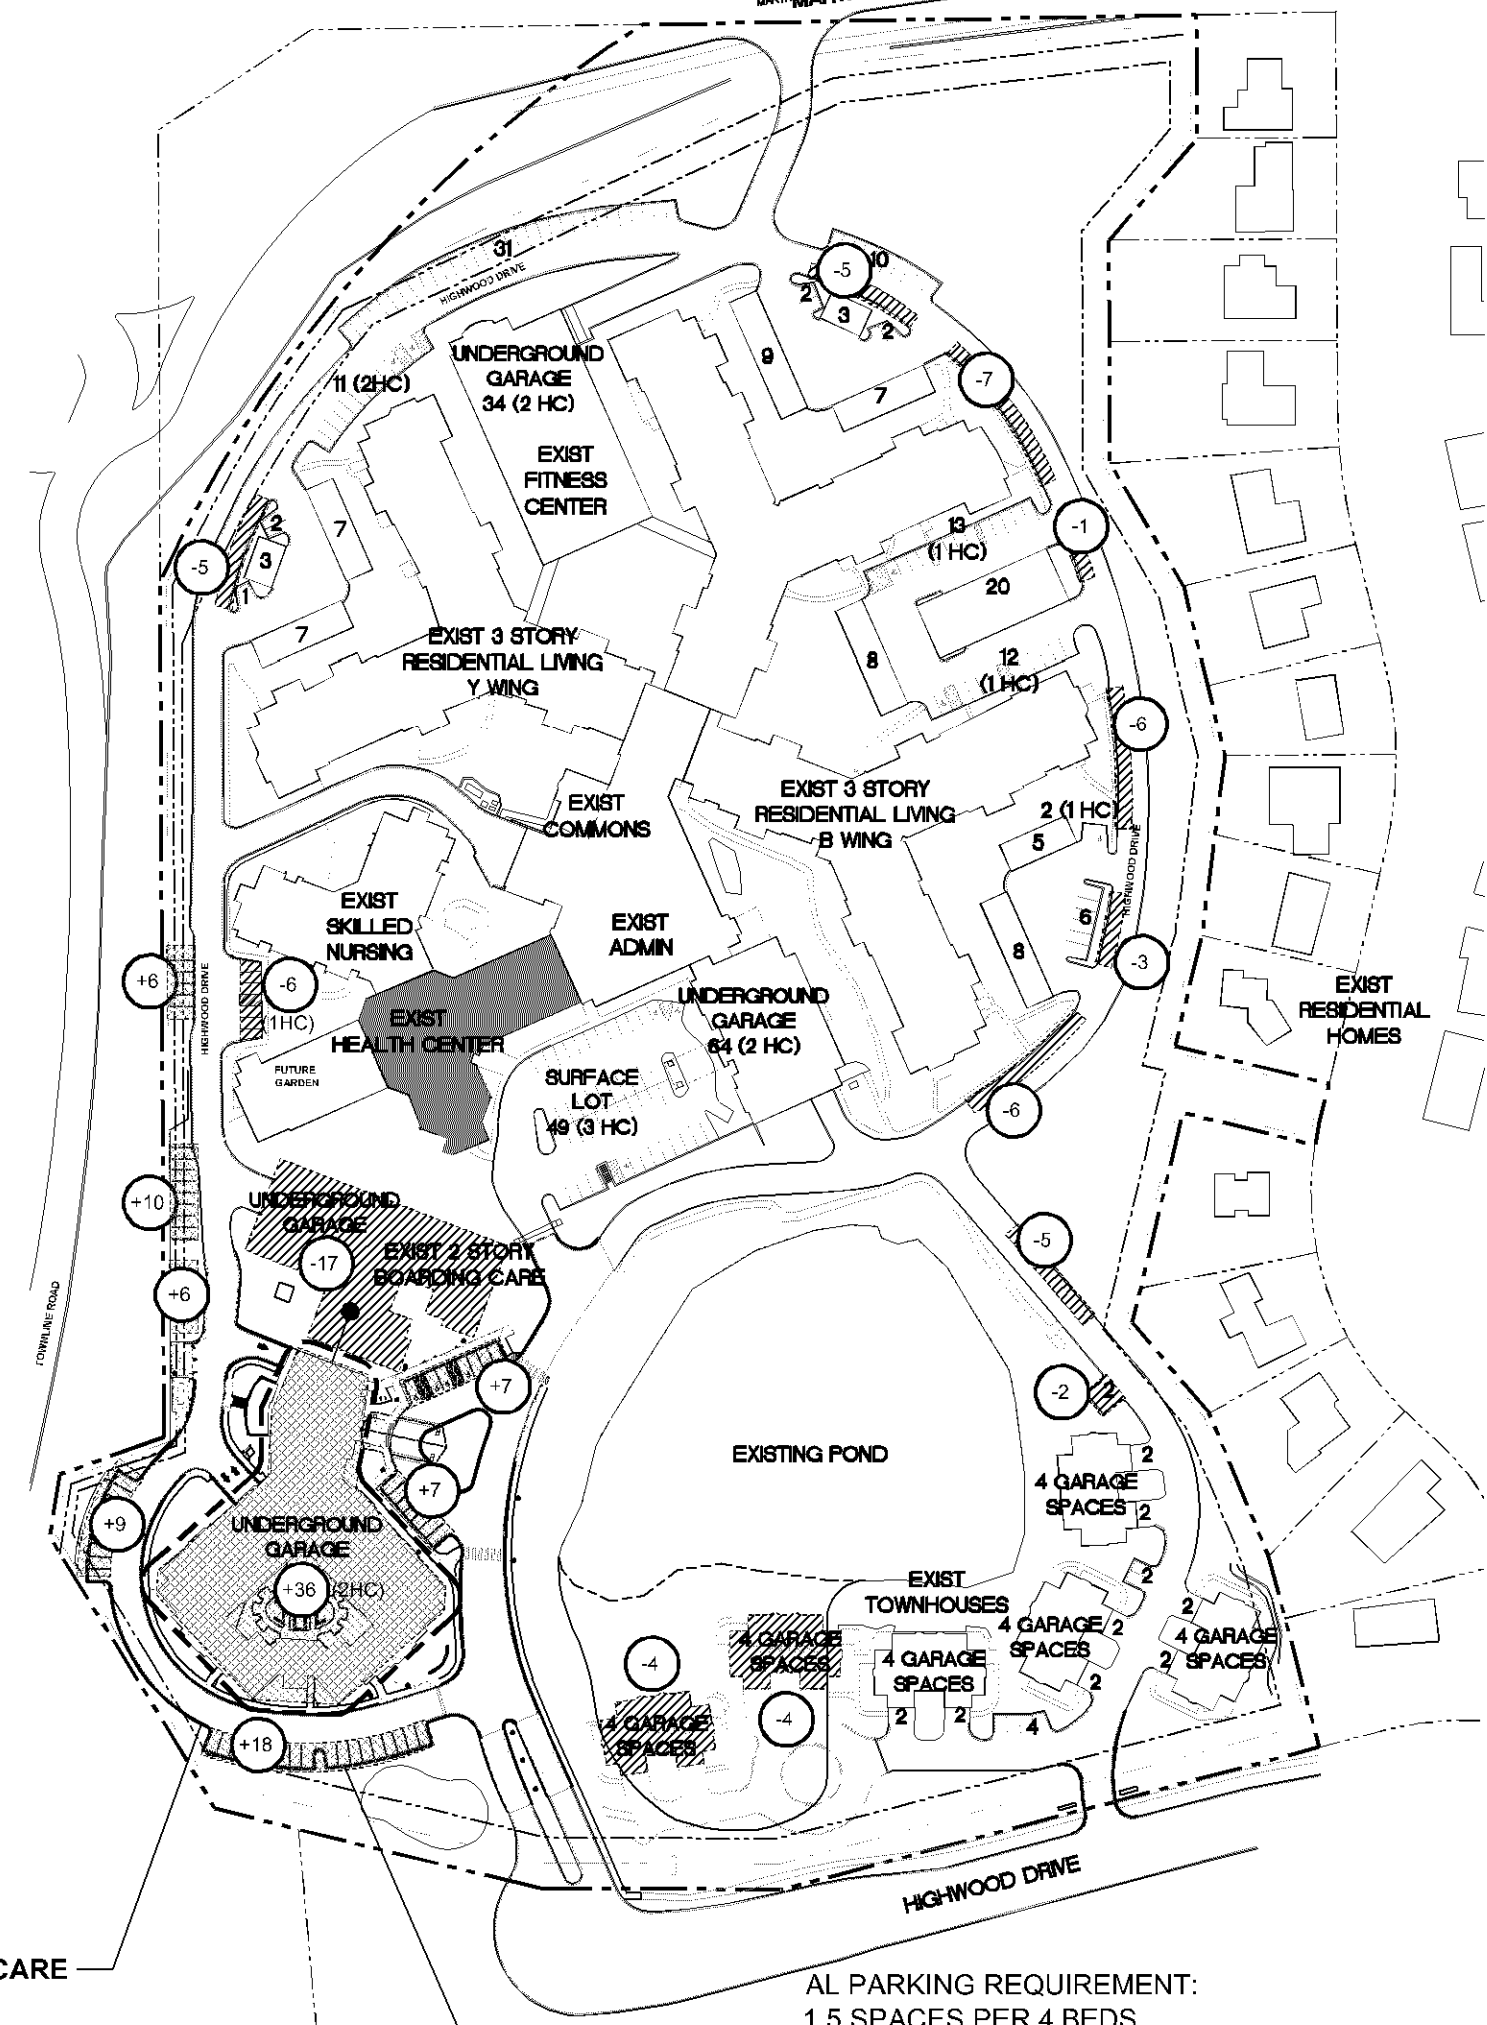 31
HIGHWOOD DRIVE
-5
10
2
3
2
UNDERGROUND
GARAGE
34 (2 HC)
9
11 (2HC)
7
-7
EXIST
FITNESS
CENTER
7
2
3
-5
1
13
(1 HC)
-1
20
7
EXIST 3 STORY
RESIDENTIAL LIVING
Y WING
8
12
(1 HC)
-6
EXIST
COMMONS
EXIST 3 STORY
RESIDENTIAL LIVING
B WING
2 (1 HC)
5
HIGHWOOD DRIVE
EXIST
SKILLED
NURSING
EXIST
ADMIN
6
8
-3
+6
HIGHWOOD DRIVE
-6
(1HC)
UNDERGROUND
GARAGE
64 (2 HC)
EXIST
RESIDENTIAL
HOMES
EXIST
HEALTH CENTER
FUTURE
GARDEN
SURFACE
LOT
49 (3 HC)
-6
+10
UNDERGROUND
GARAGE
-17
EXIST 2 STORY
BOARDING CARE
-5
+6
TOWNLINE ROAD
+7
-2
2
EXISTING POND
2
4 GARAGE
SPACES
2
+7
+9
UNDERGROUND
GARAGE
+36 (2HC)
EXIST
TOWNHOUSES
2
2
4 GARAGE
SPACES
2
2
4 GARAGE
SPACES
2
4 GARAGE
SPACES
-4
4 GARAGE
SPACES
2
2
4
-4
4 GARAGE
SPACES
+18
HIGHWOOD DRIVE
CARE
AL PARKING REQUIREMENT:
1.5 SPACES PER 4 BEDS